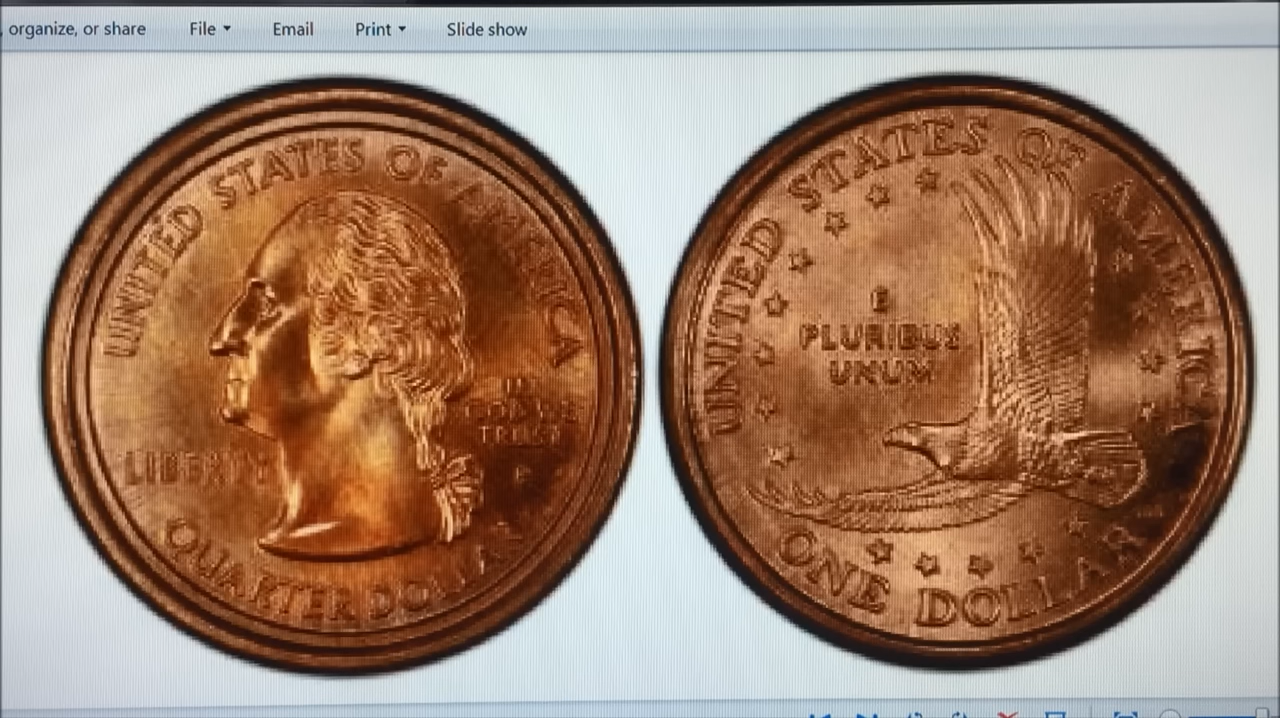 organize, or share File Email Print Slide show
UNITED STATES OF AMERICA
LIBERTY
IN
GOD WE
TRUST
P
QUARTER DOLLAR
UNITED STATES OF AMERICA
E
PLURIBUS
UNUM
ONE DOLLAR